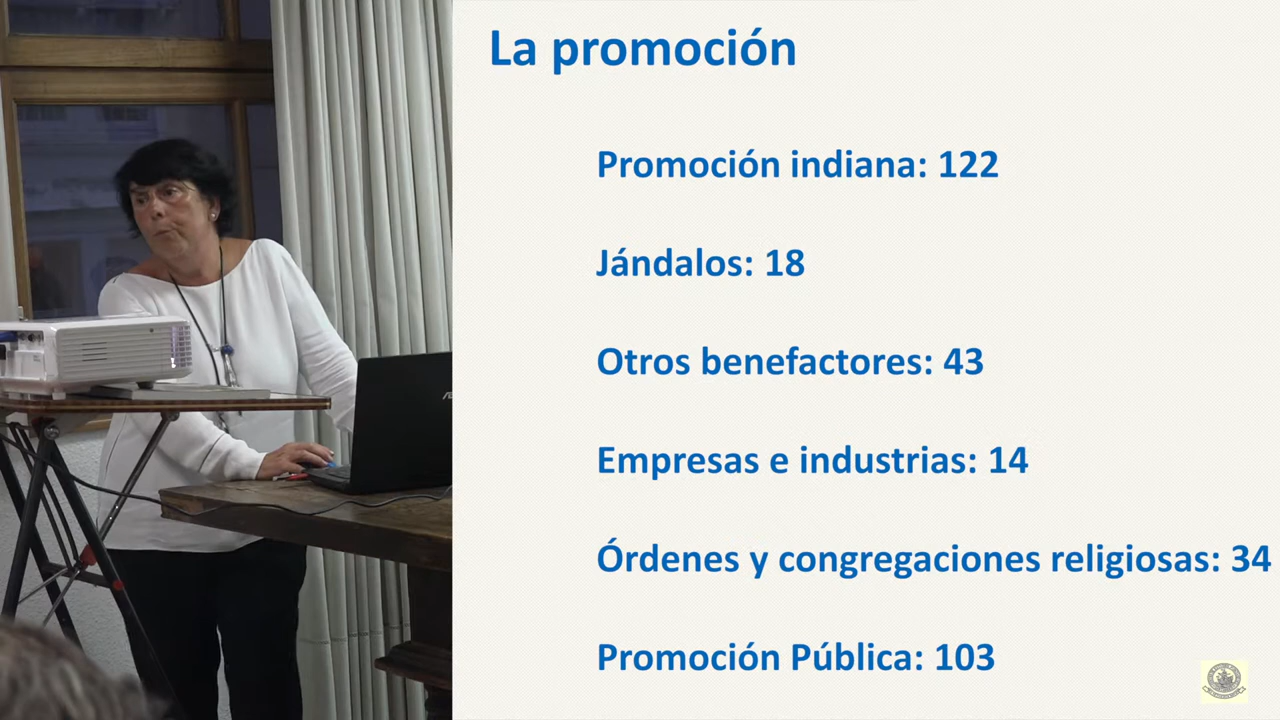 La promoción
Promoción indiana: 122
Jándalos: 18
Otros benefactores: 43
Empresas e industrias: 14
Órdenes y congregaciones religiosas: 34
Promoción Pública: 103